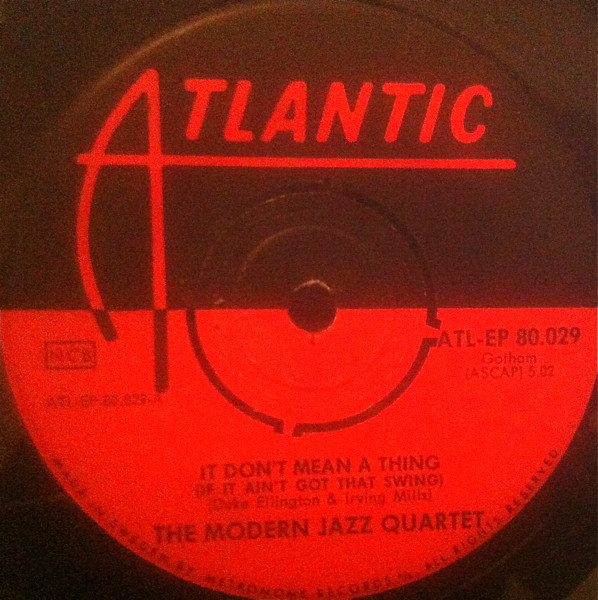 ATLANTIC
ATL-EP 80.029
Gotham
(ASCAP) 5.02
NCB
ATL-EP 80.029-A
IT DON'T MEAN A THING
(IF IT AIN'T GOT THAT SWING)
(Duke Ellington & Irving Mills)
THE MODERN JAZZ QUARTET
MADE IN SWEDEN BY METRONOME RECORDS A/B ALL RIGHTS RESERVED